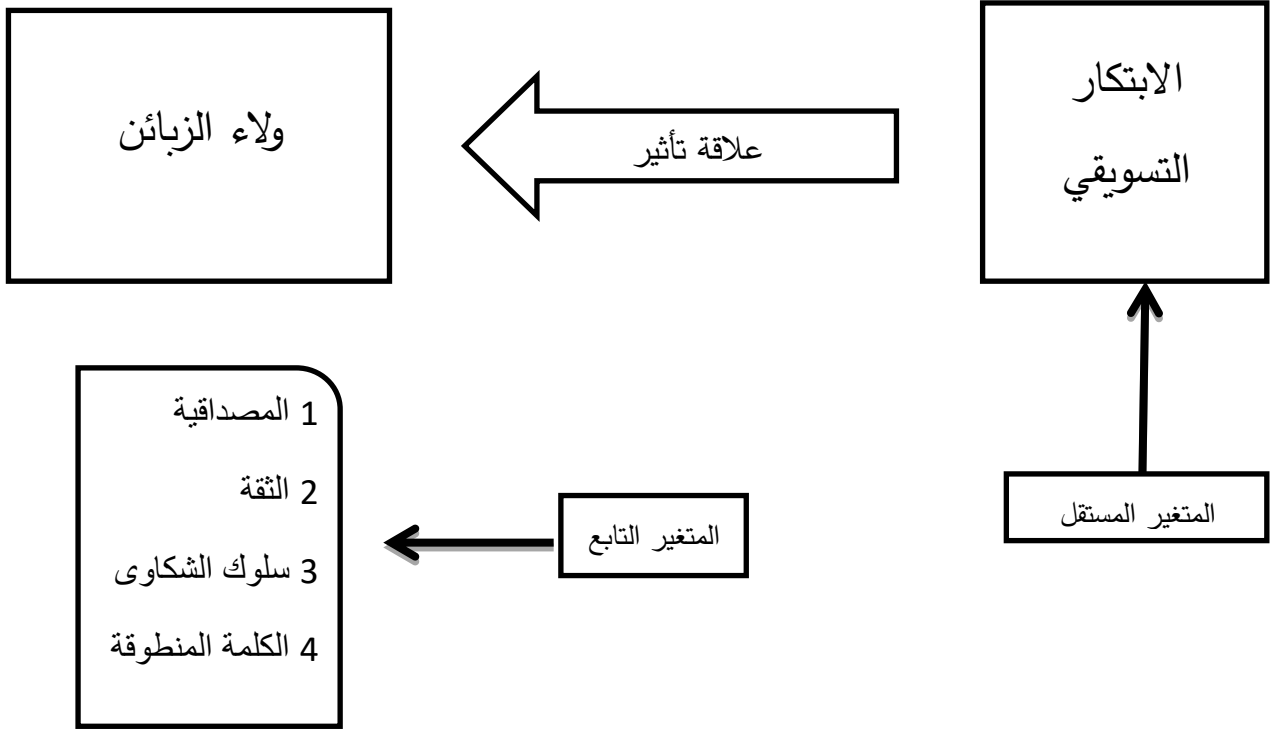 الابتكار
التسويقي
علاقة تأثير
ولاء الزبائن
المتغير المستقل
المتغير التابع
1 المصداقية
2 الثقة
3 سلوك الشكاوى
4 الكلمة المنطوقة